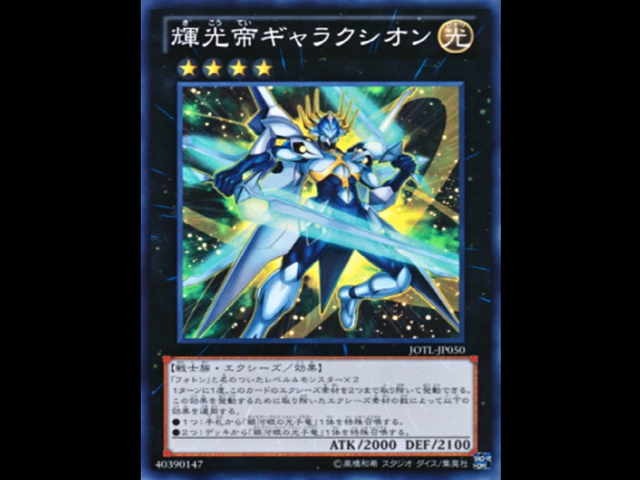 輝光帝ギャラクシオン
光
JOTL-JP050
【戦士族・エクシーズ/効果】
「フォトン」と名のついたレベル4モンスター×2
1ターンに1度、このカードのエクシーズ素材を2つまで取り除いて発動できる。
この効果を発動するために取り除いたエクシーズ素材の数によって以下の
効果を適用する。
●1つ:手札から「銀河眼の光子竜」1体を特殊召喚する。
●2つ:デッキから「銀河眼の光子竜」1体を特殊召喚する。
ATK/2000 DEF/2100
40390147
©高橋和希 スタジオ・ダイス/集英社